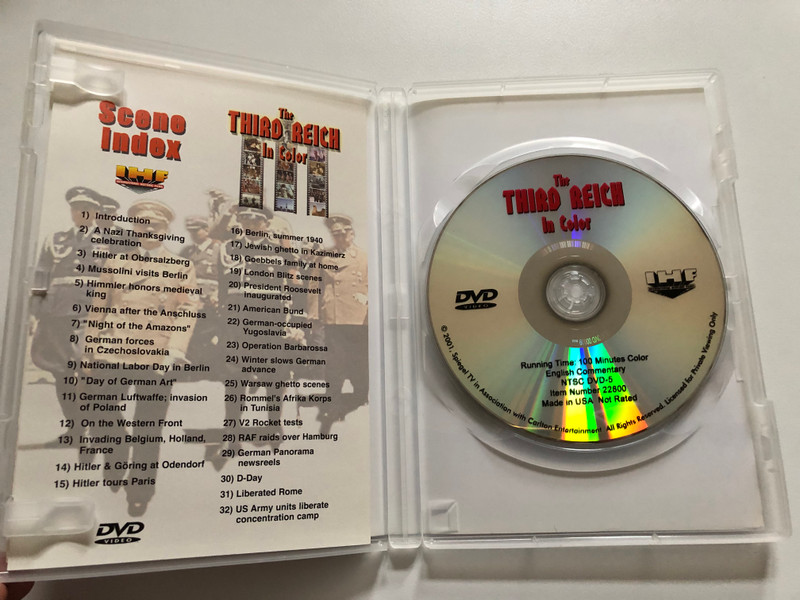 Scene
Index
IHF
1) Introduction
2) A Nazi Thanksgiving
celebration
3) Hitler at Obersalzberg
4) Mussolini visits Berlin
5) Himmler honors medieval
king
6) Vienna after the Anschluss
7) "Night of the Amazons"
8) German forces
in Czechoslovakia
9) National Labor Day in Berlin
10) "Day of German Art"
11) German Luftwaffe; invasion
of Poland
12) On the Western Front
13) Invading Belgium, Holland,
France
14) Hitler & Göring at Odendorf
15) Hitler tours Paris
DVD
VIDEO
The
THIRD REICH
In Color
16) Berlin, summer 1940
17) Jewish ghetto in Kazimierz
18) Goebbels family at home
19) London Blitz scenes
20) President Roosevelt
inaugurated
21) American Bund
22) German-occupied
Yugoslavia
23) Operation Barbarossa
24) Winter slows German
advance
25) Warsaw ghetto scenes
26) Rommel's Afrika Korps
in Tunisia
27) V2 Rocket tests
28) RAF raids over Hamburg
29) German Panorama
newsreels
30) D-Day
31) Liberated Rome
32) US Army units liberate
concentration camp
The
THIRD REICH
In Color
DVD
VIDEO
IHF
Running Time: 100 Minutes Color
English Commentary
NTSC DVD-5
Item Number 22800
Made in USA Not Rated
© 2001, Spiegel TV in Association with Carlton Entertainment. All Rights Reserved. Licensed for Private Viewing Only